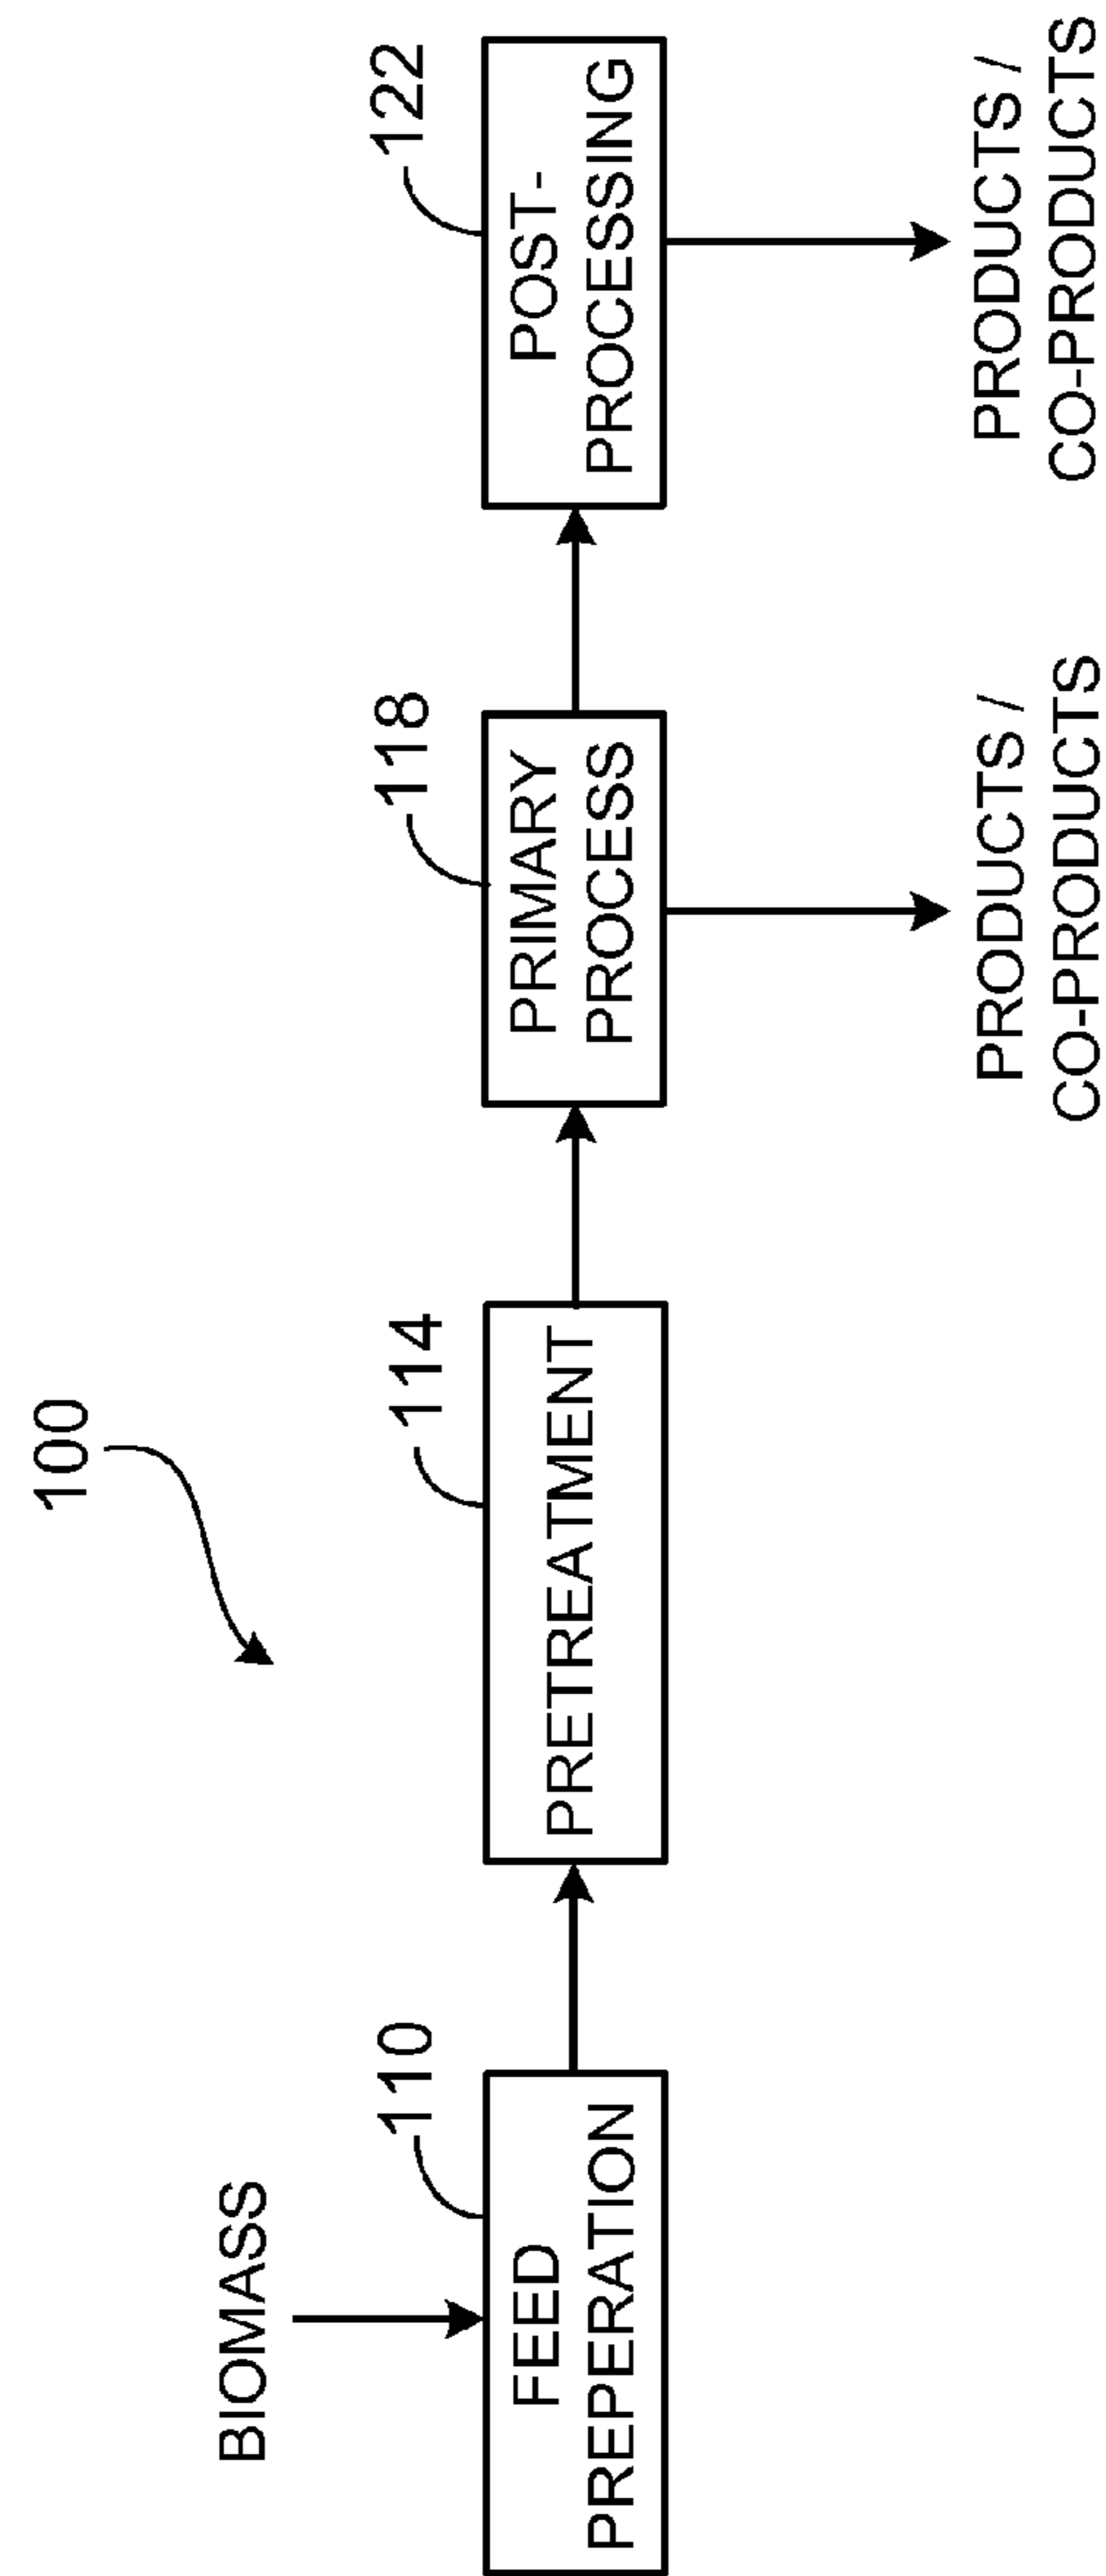 100
BIOMASS
110
FEED
PREPERATION
114
PRETREATMENT
118
PRIMARY
PROCESS
122
POST-
PROCESSING
PRODUCTS /
CO-PRODUCTS
PRODUCTS /
CO-PRODUCTS